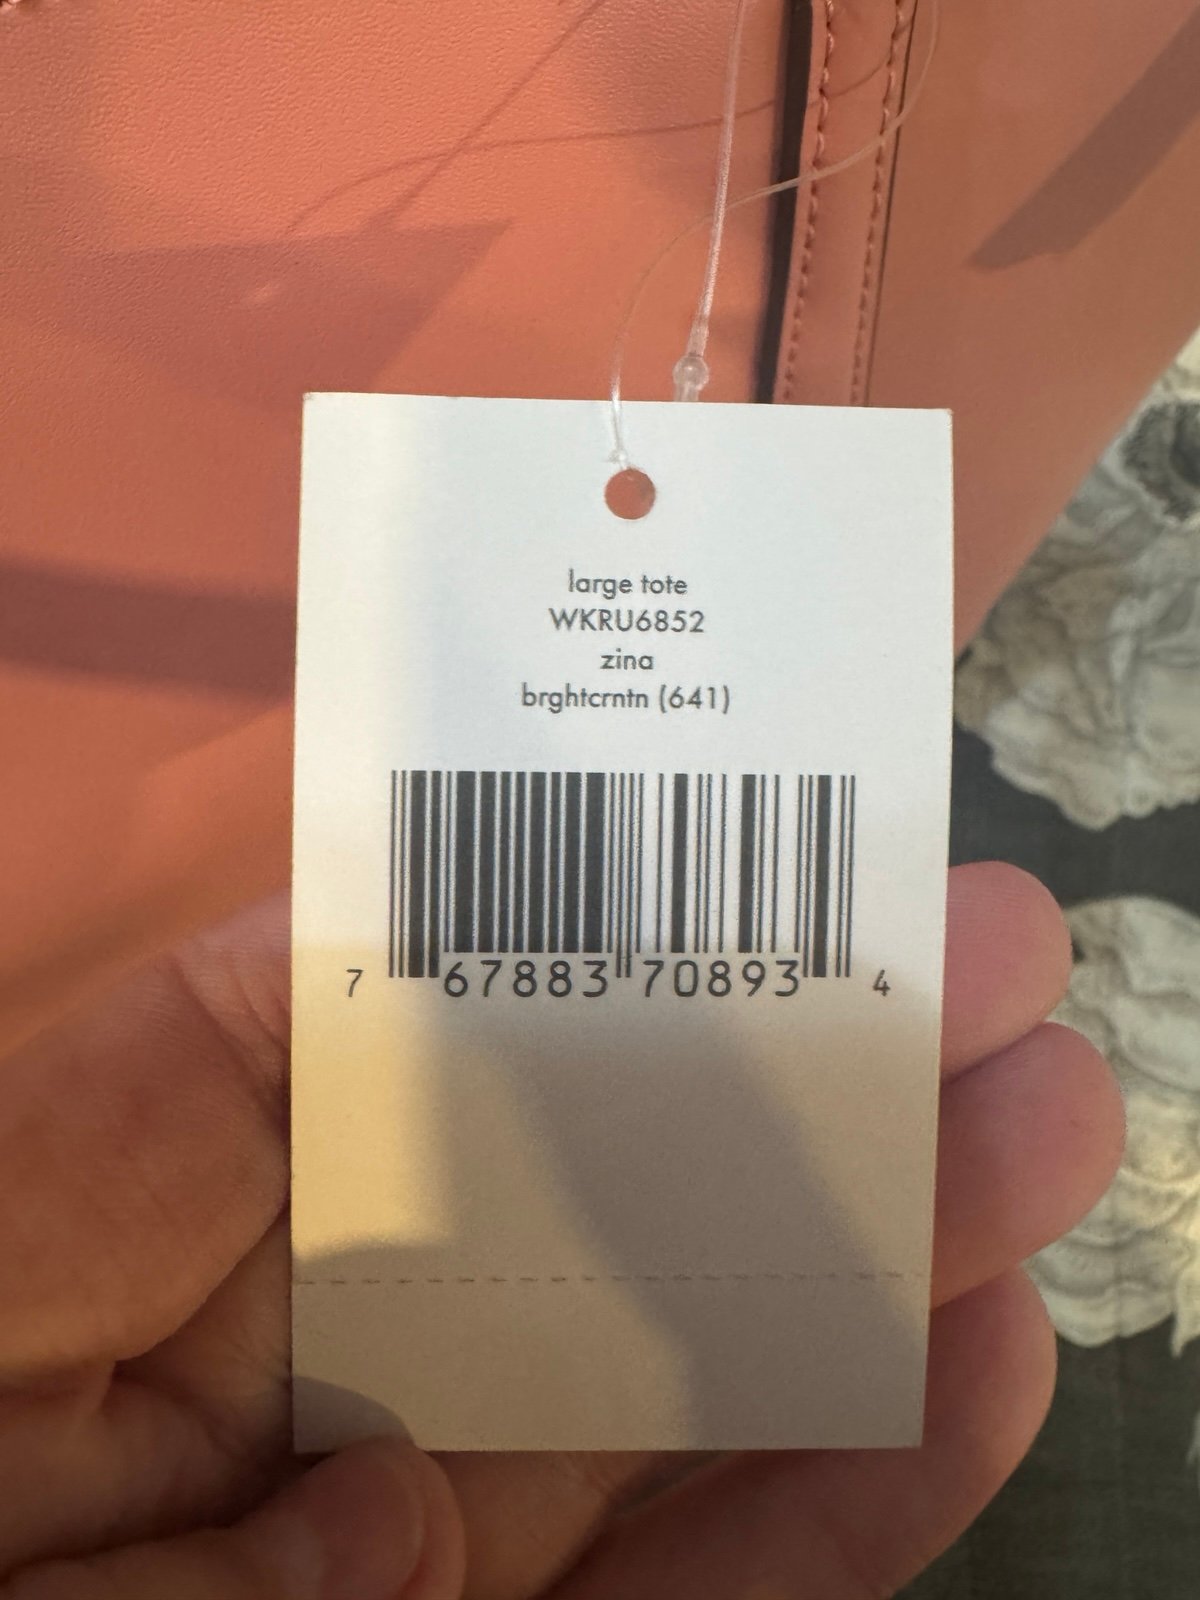 large tote
WKRU6852
zina
brghtcrntn (641)
7 67883 70893 4